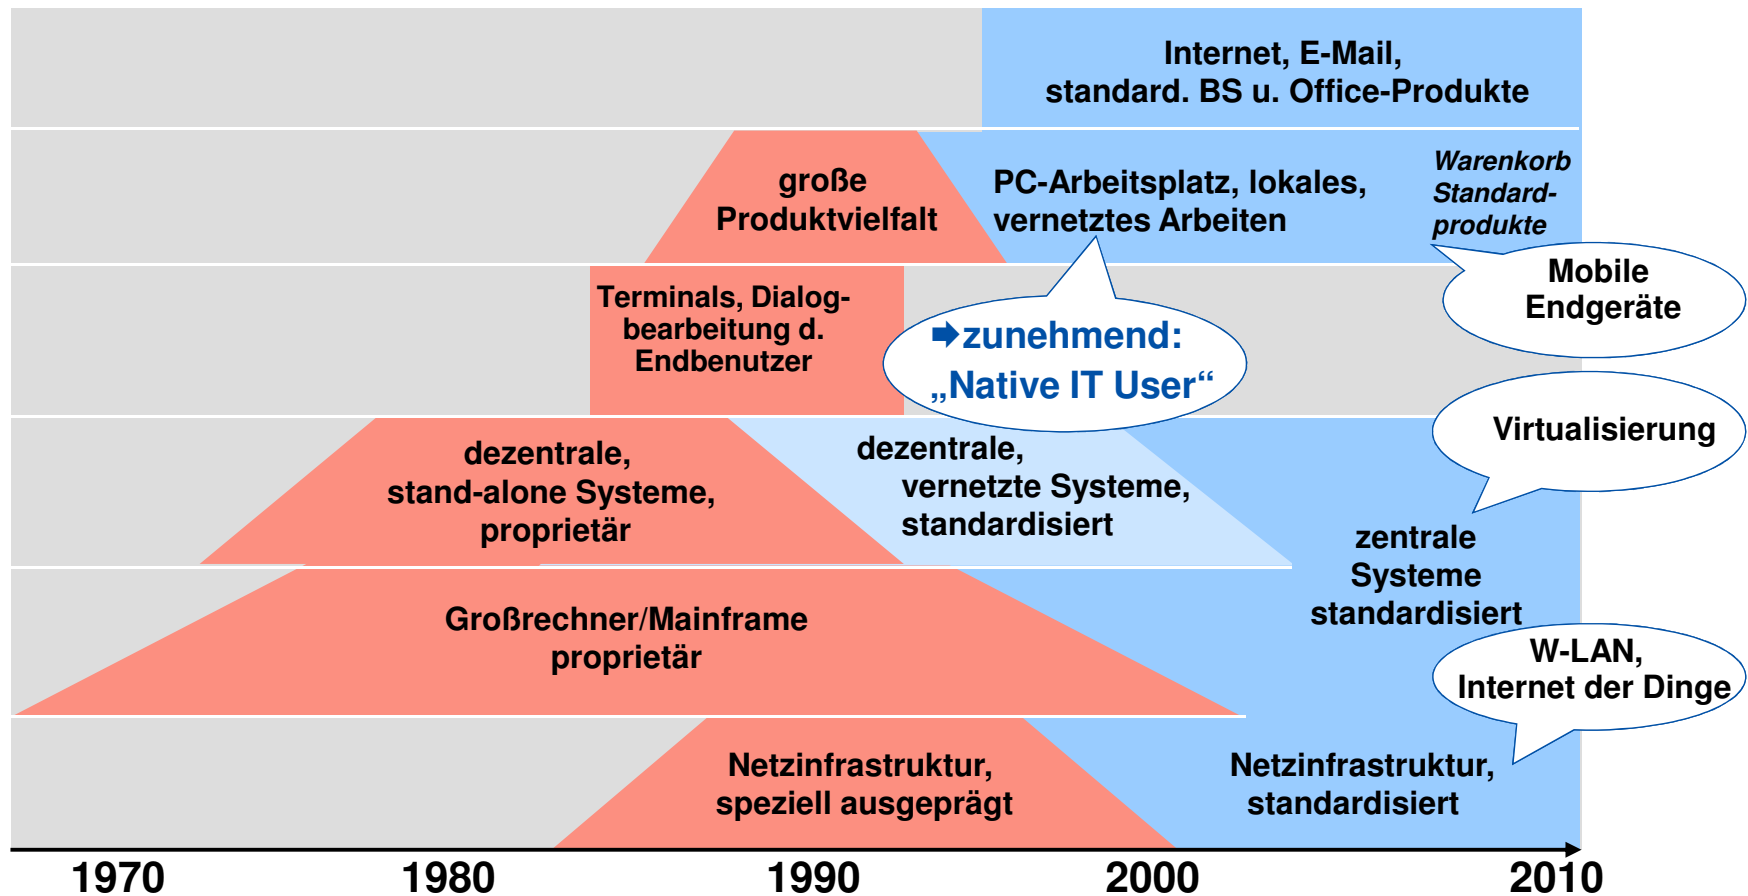 Internet, E-Mail,
standard. BS u. Office-Produkte
große
Produktvielfalt
PC-Arbeitsplatz, lokales,
vernetztes Arbeiten
Warenkorb
Standard-
produkte
Mobile
Endgeräte
Terminals, Dialog-
bearbeitung d.
Endbenutzer
➡zunehmend:
„Native IT User“
Virtualisierung
dezentrale,
stand-alone Systeme,
proprietär
dezentrale,
vernetzte Systeme,
standardisiert
zentrale
Systeme
standardisiert
Großrechner/Mainframe
proprietär
W-LAN,
Internet der Dinge
Netzinfrastruktur,
speziell ausgeprägt
Netzinfrastruktur,
standardisiert
1970 1980 1990 2000 2010